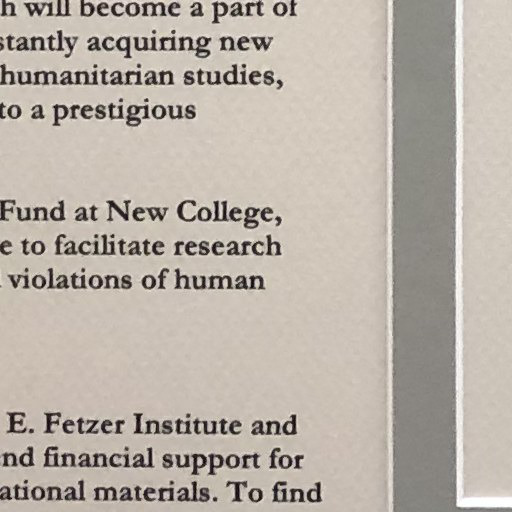 h will become a part of
stantly acquiring new
humanitarian studies,
to a prestigious
Fund at New College,
e to facilitate research
violations of human
E. Fetzer Institute and
nd financial support for
ational materials. To find